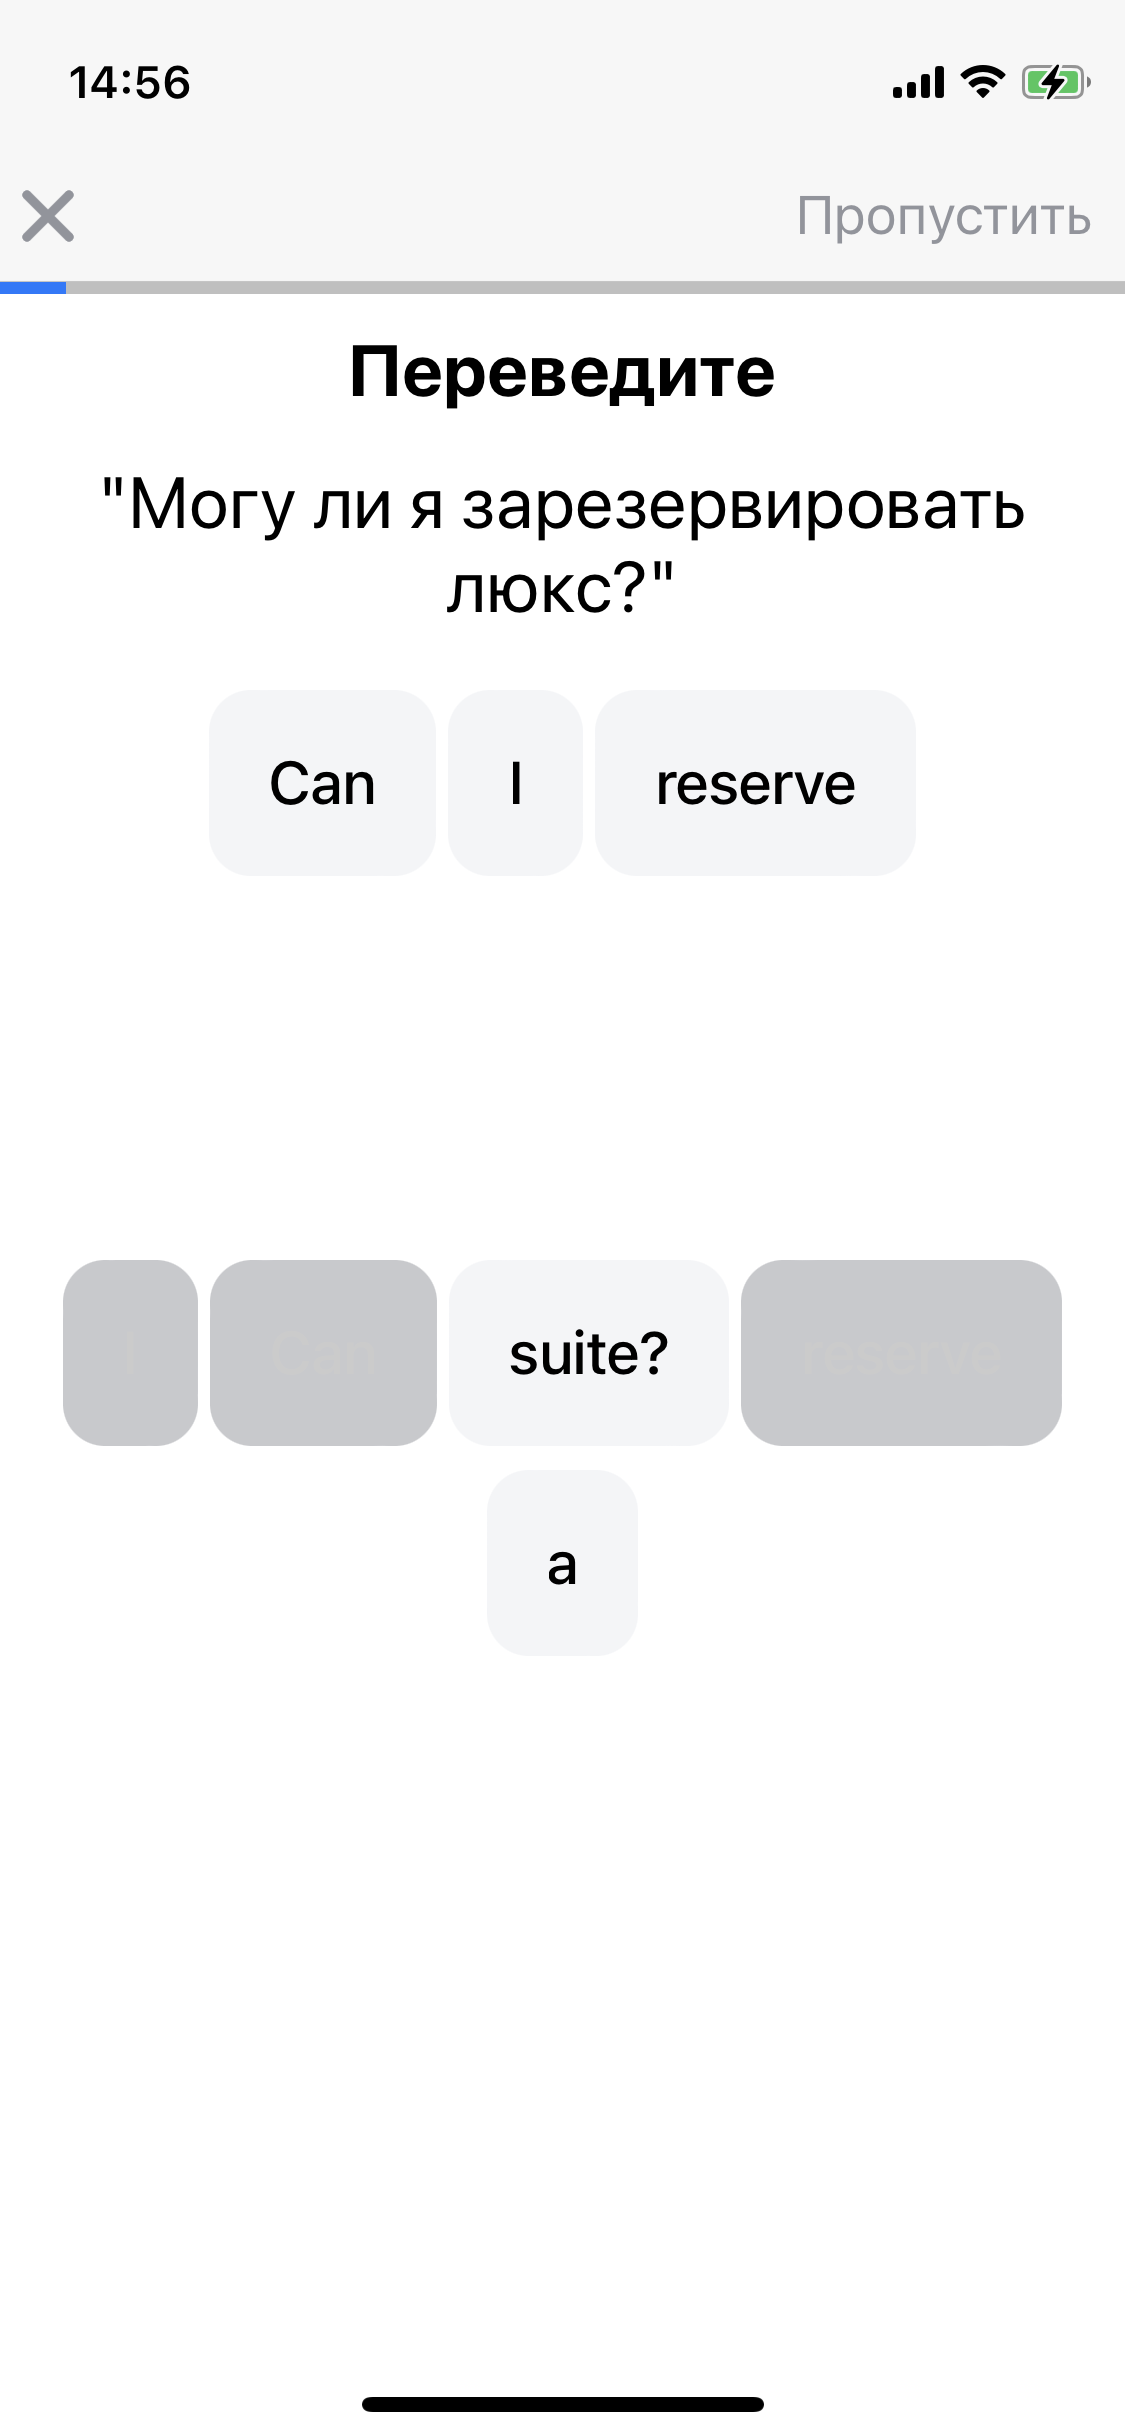 14:56
Пропустить
Переведите
"Могу ли я зарезервировать
люкс?"
Can I reserve
I Can suite? reserve
a